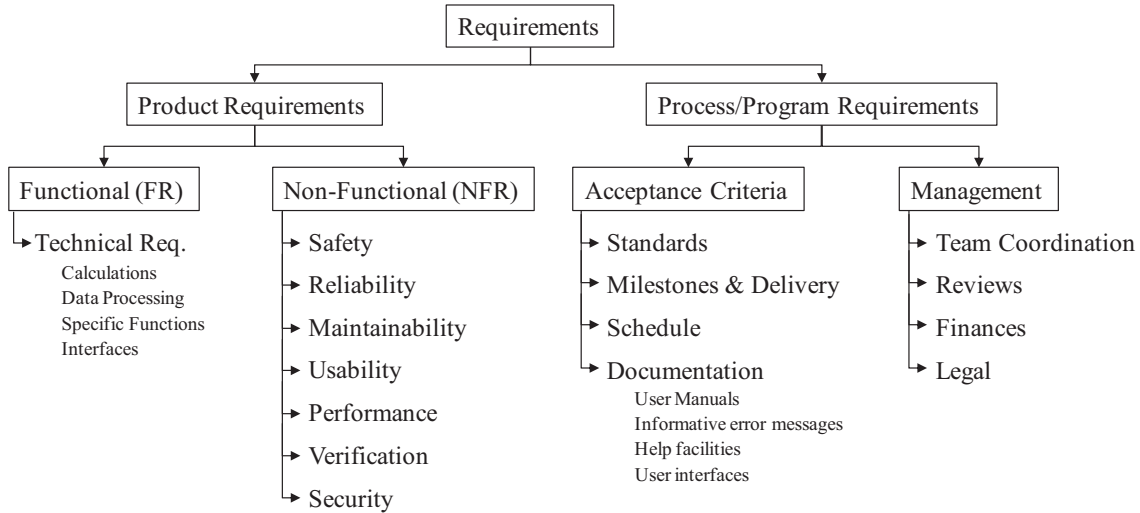 Requirements
Product Requirements
Process/Program Requirements
Functional (FR)
Technical Req.
Calculations
Data Processing
Specific Functions
Interfaces
Non-Functional (NFR)
Safety
Reliability
Maintainability
Usability
Performance
Verification
Security
Acceptance Criteria
Standards
Milestones & Delivery
Schedule
Documentation
User Manuals
Informative error messages
Help facilities
User interfaces
Management
Team Coordination
Reviews
Finances
Legal